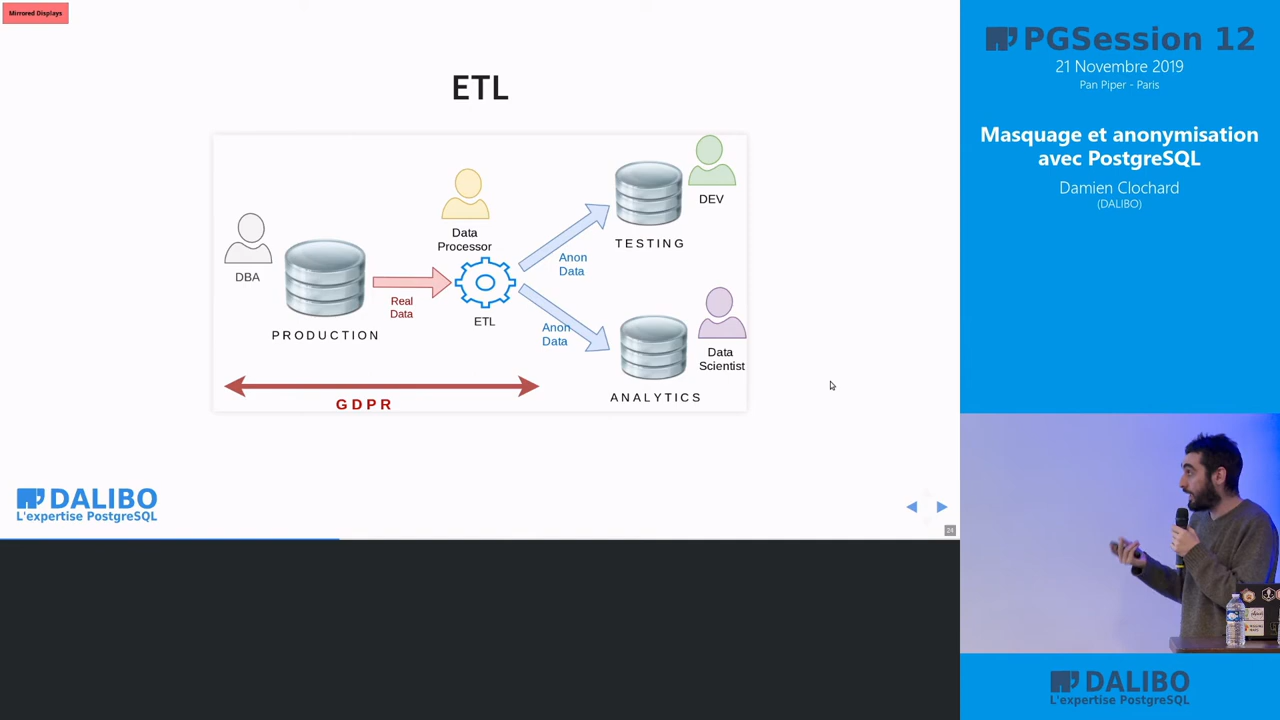 Mirrored Displays
ETL
DBA
PRODUCTION
Real
Data
Data
Processor
ETL
Anon
Data
Anon
Data
DEV
TESTING
Data
Scientist
ANALYTICS
GDPR
DALIBO
L'expertise PostgreSQL
24
PGSession 12
21 Novembre 2019
Pan Piper - Paris
Masquage et anonymisation
avec PostgreSQL
Damien Clochard
(DALIBO)
DALIBO
L'expertise PostgreSQL